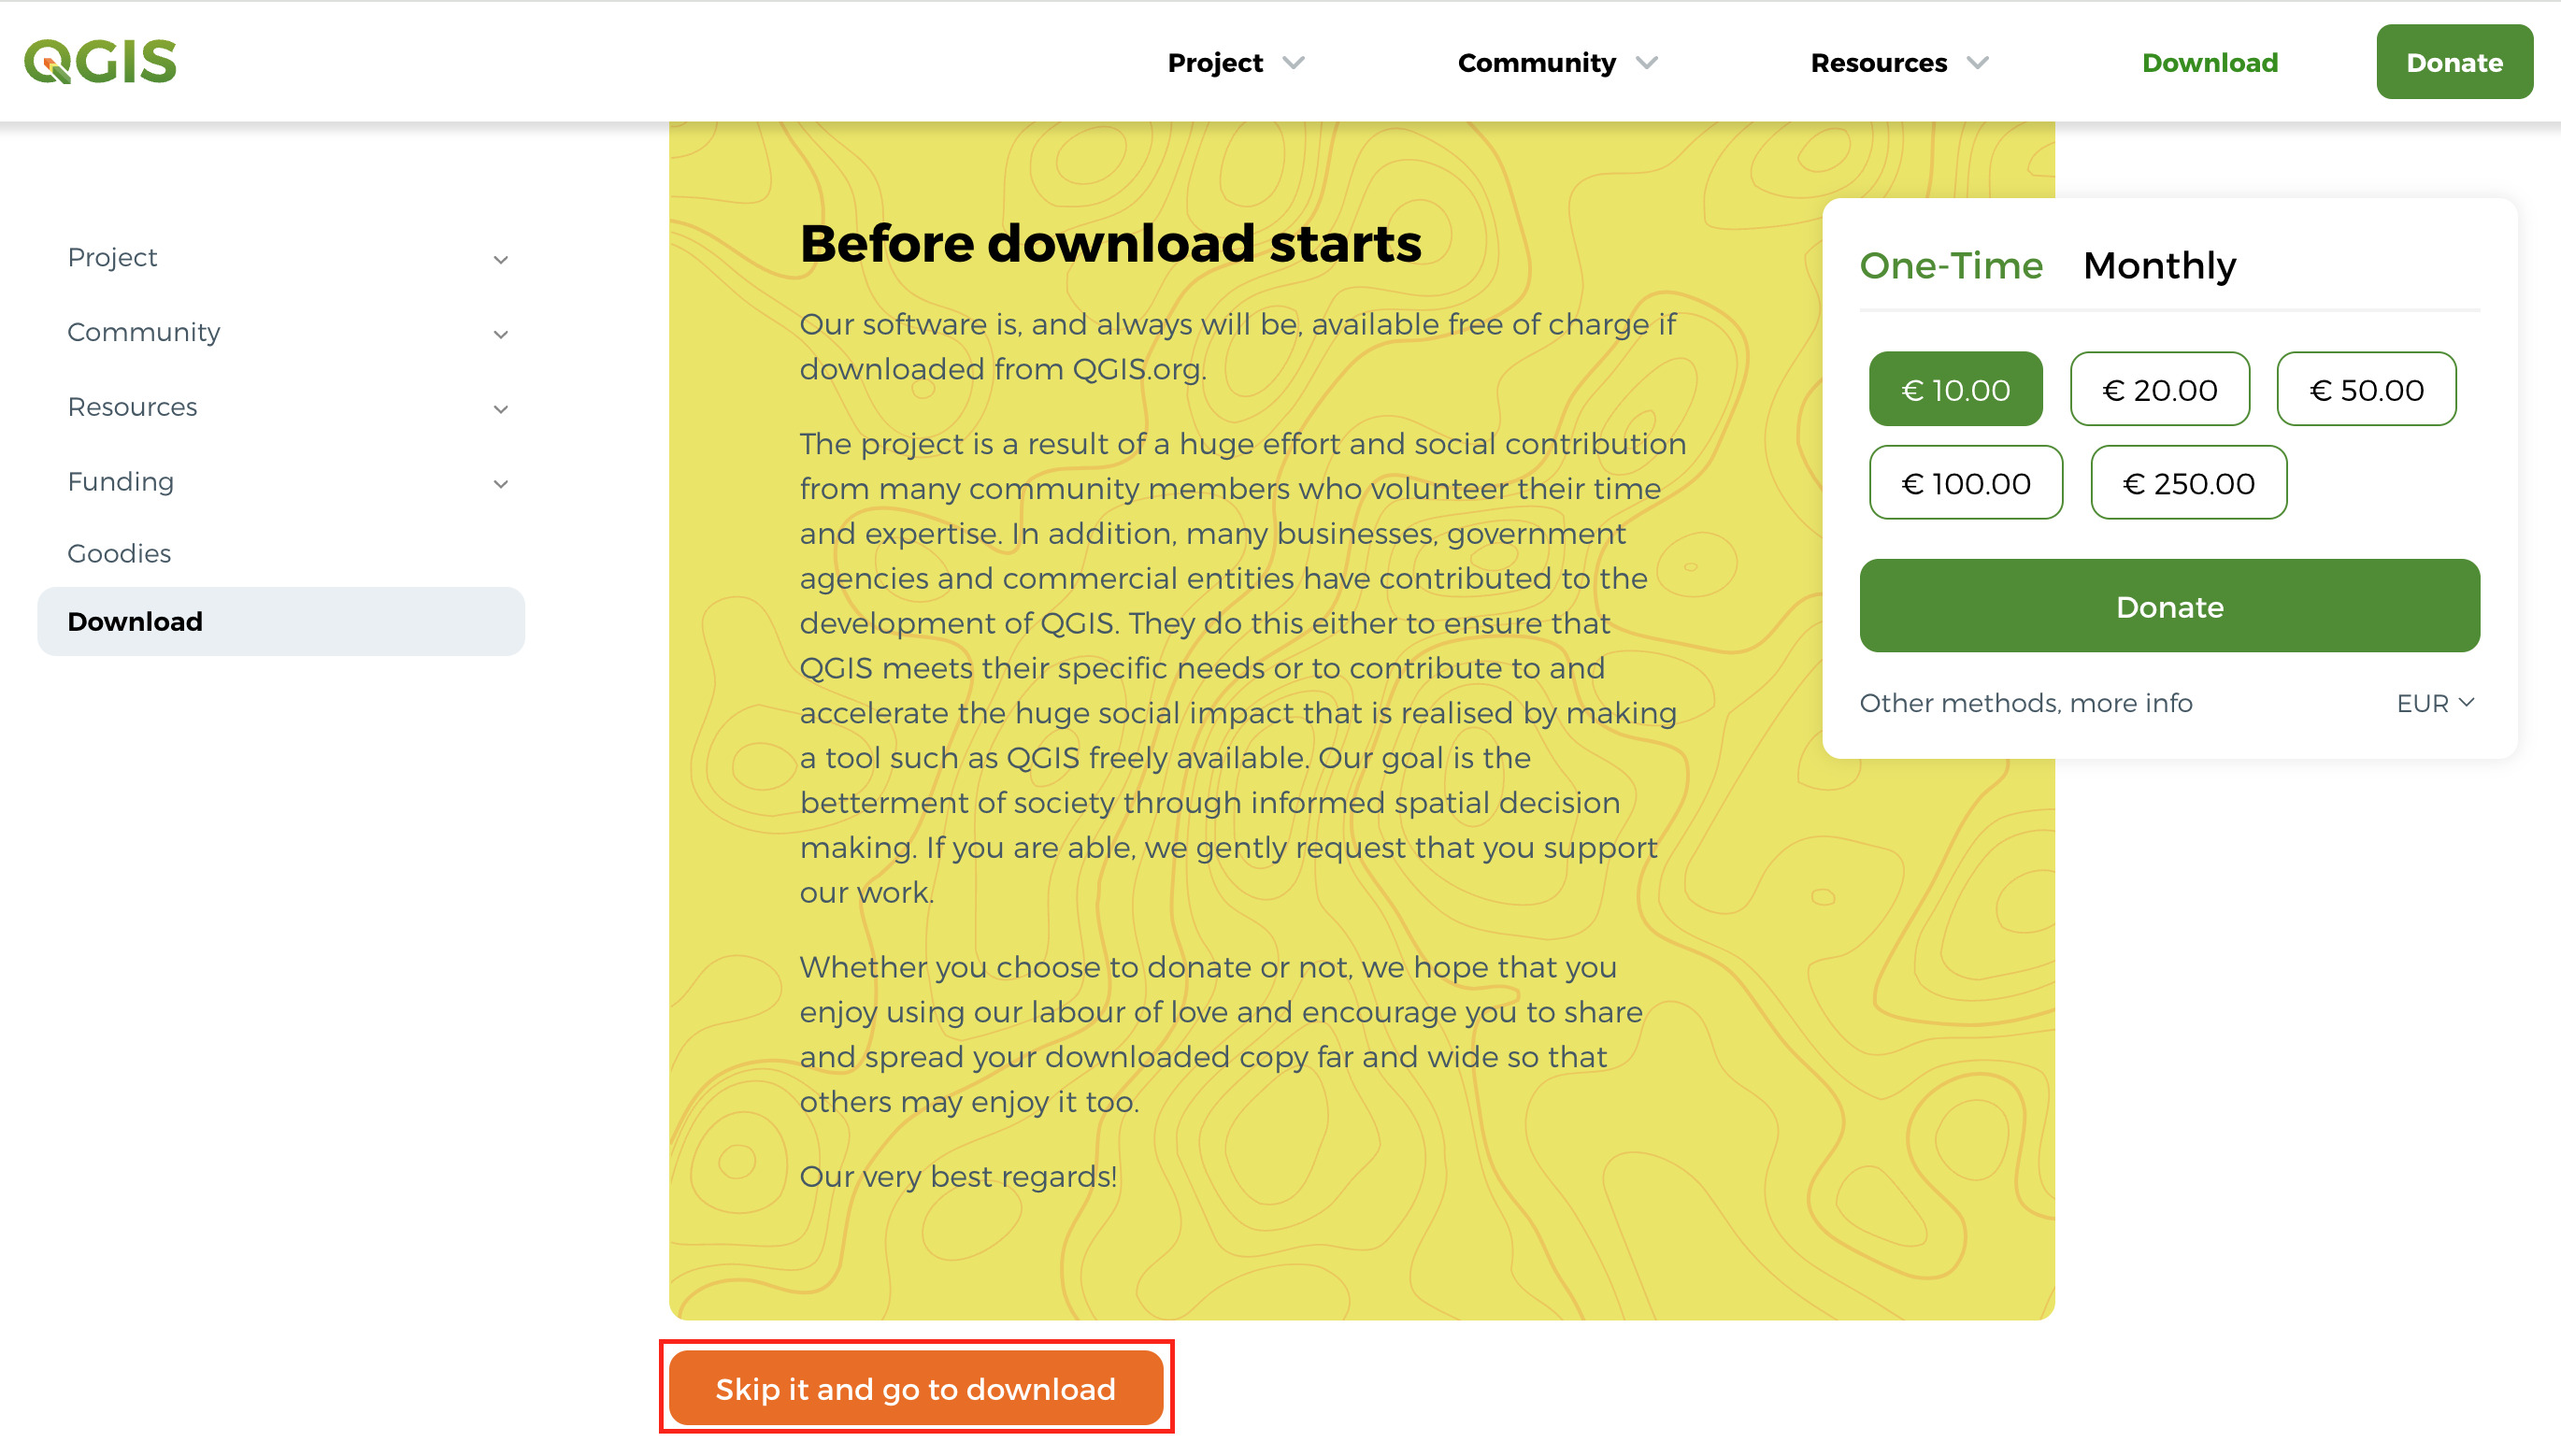 QGIS
Project
Community
Resources
Download
Donate
Project
Community
Resources
Funding
Goodies
Download
Before download starts
Our software is, and always will be, available free of charge if
downloaded from QGIS.org.
The project is a result of a huge effort and social contribution
from many community members who volunteer their time
and expertise. In addition, many businesses, government
agencies and commercial entities have contributed to the
development of QGIS. They do this either to ensure that
QGIS meets their specific needs or to contribute to and
accelerate the huge social impact that is realised by making
a tool such as QGIS freely available. Our goal is the
betterment of society through informed spatial decision
making. If you are able, we gently request that you support
our work.
Whether you choose to donate or not, we hope that you
enjoy using our labour of love and encourage you to share
and spread your downloaded copy far and wide so that
others may enjoy it too.
Our very best regards!
One-Time Monthly
€ 10.00 € 20.00 € 50.00
€ 100.00 € 250.00
Donate
Other methods, more info EUR
Skip it and go to download